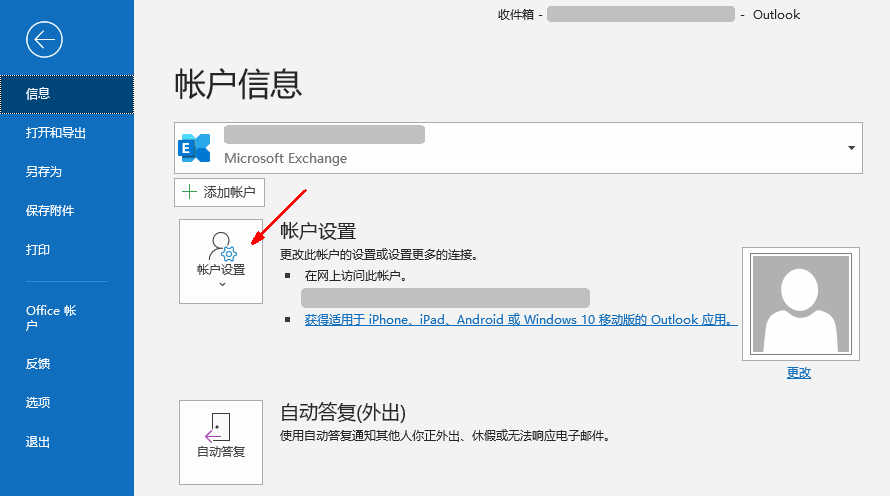 收件箱 - - Outlook
信息
打开和导出
另存为
保存附件
打印
Office 帐
户
反馈
选项
退出
帐户信息
E
Microsoft Exchange
添加帐户
帐户设置
帐户设置
更改此帐户的设置或设置更多的连接。
在网上访问此帐户。
获得适用于 iPhone、iPad、Android 或 Windows 10 移动版的 Outlook 应用。
更改
自动答复
自动答复(外出)
使用自动答复通知其他人你正外出、休假或无法响应电子邮件。